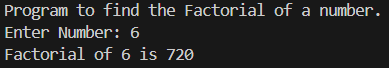 Program to find the Factorial of a number.
Enter Number: 6
Factorial of 6 is 720